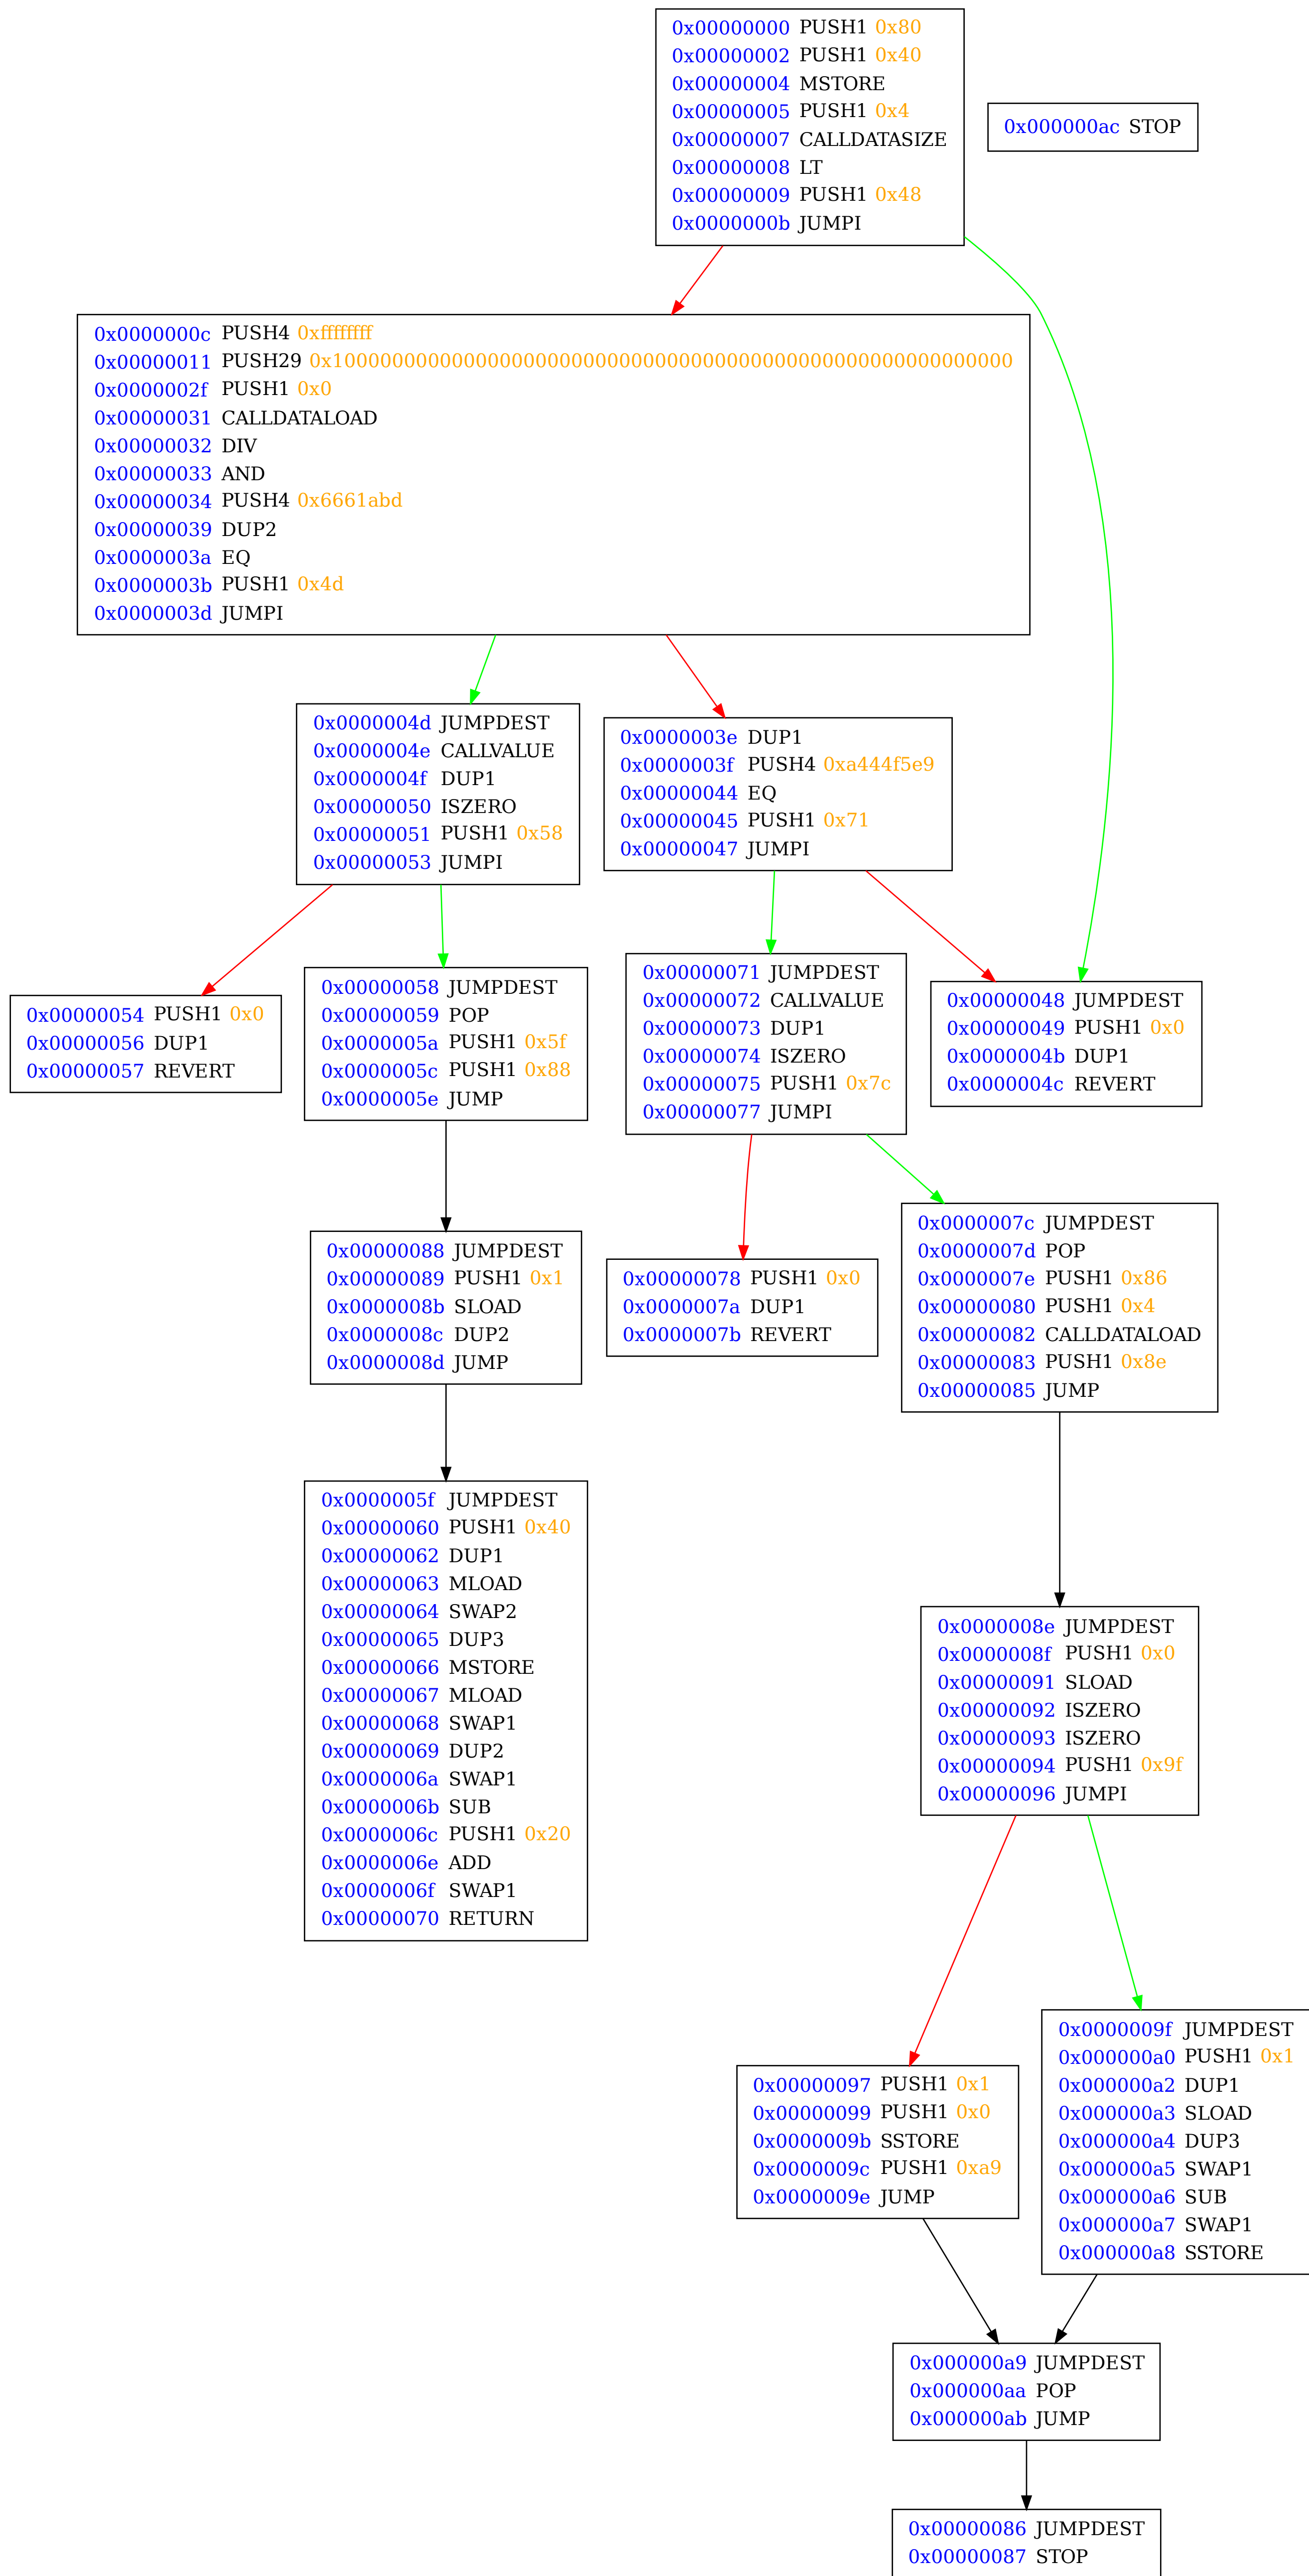 0x00000000 PUSH1 0x80
0x00000002 PUSH1 0x40
0x00000004 MSTORE
0x00000005 PUSH1 0x4
0x00000007 CALLDATASIZE
0x00000008 LT
0x00000009 PUSH1 0x48
0x0000000b JUMPI
0x000000ac STOP
0x0000000c PUSH4 0xffffffff
0x00000011 PUSH29 0x100000000000000000000000000000000000000000000000000000000
0x0000002f PUSH1 0x0
0x00000031 CALLDATALOAD
0x00000032 DIV
0x00000033 AND
0x00000034 PUSH4 0x6661abd
0x00000039 DUP2
0x0000003a EQ
0x0000003b PUSH1 0x4d
0x0000003d JUMPI
0x0000004d JUMPDEST
0x0000004e CALLVALUE
0x0000004f DUP1
0x00000050 ISZERO
0x00000051 PUSH1 0x58
0x00000053 JUMPI
0x0000003e DUP1
0x0000003f PUSH4 0xa444f5e9
0x00000044 EQ
0x00000045 PUSH1 0x71
0x00000047 JUMPI
0x00000054 PUSH1 0x0
0x00000056 DUP1
0x00000057 REVERT
0x00000058 JUMPDEST
0x00000059 POP
0x0000005a PUSH1 0x5f
0x0000005c PUSH1 0x88
0x0000005e JUMP
0x00000071 JUMPDEST
0x00000072 CALLVALUE
0x00000073 DUP1
0x00000074 ISZERO
0x00000075 PUSH1 0x7c
0x00000077 JUMPI
0x00000048 JUMPDEST
0x00000049 PUSH1 0x0
0x0000004b DUP1
0x0000004c REVERT
0x00000088 JUMPDEST
0x00000089 PUSH1 0x1
0x0000008b SLOAD
0x0000008c DUP2
0x0000008d JUMP
0x00000078 PUSH1 0x0
0x0000007a DUP1
0x0000007b REVERT
0x0000007c JUMPDEST
0x0000007d POP
0x0000007e PUSH1 0x86
0x00000080 PUSH1 0x4
0x00000082 CALLDATALOAD
0x00000083 PUSH1 0x8e
0x00000085 JUMP
0x0000005f JUMPDEST
0x00000060 PUSH1 0x40
0x00000062 DUP1
0x00000063 MLOAD
0x00000064 SWAP2
0x00000065 DUP3
0x00000066 MSTORE
0x00000067 MLOAD
0x00000068 SWAP1
0x00000069 DUP2
0x0000006a SWAP1
0x0000006b SUB
0x0000006c PUSH1 0x20
0x0000006e ADD
0x0000006f SWAP1
0x00000070 RETURN
0x0000008e JUMPDEST
0x0000008f PUSH1 0x0
0x00000091 SLOAD
0x00000092 ISZERO
0x00000093 ISZERO
0x00000094 PUSH1 0x9f
0x00000096 JUMPI
0x00000097 PUSH1 0x1
0x00000099 PUSH1 0x0
0x0000009b SSTORE
0x0000009c PUSH1 0xa9
0x0000009e JUMP
0x0000009f JUMPDEST
0x000000a0 PUSH1 0x1
0x000000a2 DUP1
0x000000a3 SLOAD
0x000000a4 DUP3
0x000000a5 SWAP1
0x000000a6 SUB
0x000000a7 SWAP1
0x000000a8 SSTORE
0x000000a9 JUMPDEST
0x000000aa POP
0x000000ab JUMP
0x00000086 JUMPDEST
0x00000087 STOP